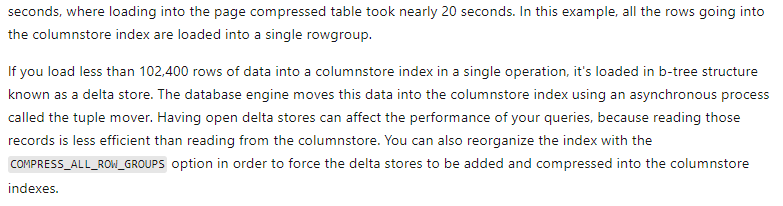 seconds, where loading into the page compressed table took nearly 20 seconds. In this example, all the rows going into
the columnstore index are loaded into a single rowgroup.
If you load less than 102,400 rows of data into a columnstore index in a single operation, it's loaded in b-tree structure
known as a delta store. The database engine moves this data into the columnstore index using an asynchronous process
called the tuple mover. Having open delta stores can affect the performance of your queries, because reading those
records is less efficient than reading from the columnstore. You can also reorganize the index with the
COMPRESS_ALL_ROW_GROUPS option in order to force the delta stores to be added and compressed into the columnstore
indexes.